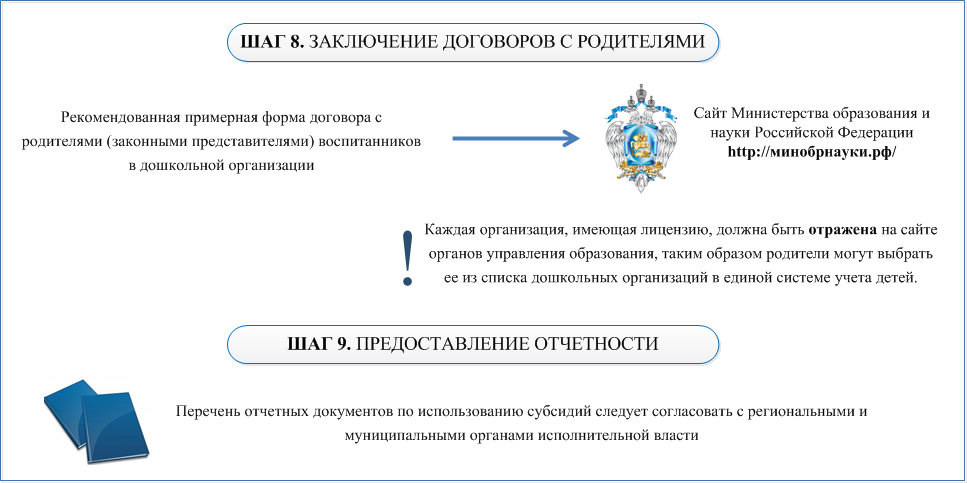 ШАГ 8. ЗАКЛЮЧЕНИЕ ДОГОВОРОВ С РОДИТЕЛЯМИ
Рекомендованная примерная форма договора с
родителями (законными представителями) воспитанников
в дошкольной организации
Сайт Министерства образования и
науки Российской Федерации
http://минобрнауки.рф/
! Каждая организация, имеющая лицензию, должна быть отражена на сайте
органов управления образования, таким образом родители могут выбрать
ее из списка дошкольных организаций в единой системе учета детей.
ШАГ 9. ПРЕДОСТАВЛЕНИЕ ОТЧЕТНОСТИ
Перечень отчетных документов по использованию субсидий следует согласовать с региональными и
муниципальными органами исполнительной власти